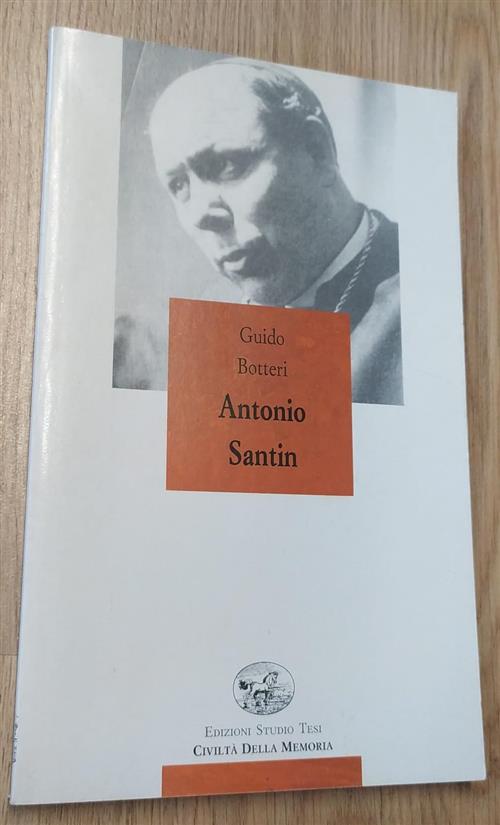 Guido
Botteri
Antonio
Santin
EDIZIONI STUDIO TESI
CIVILTÀ DELLA MEMORIA